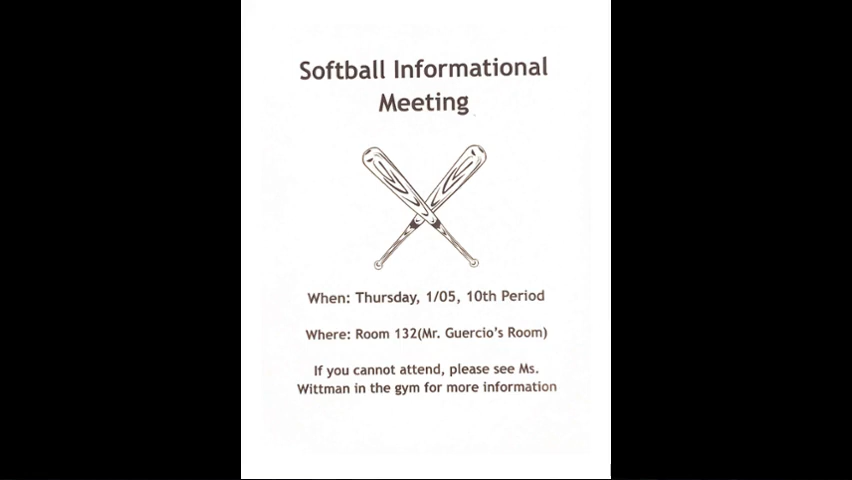 Softball Informational
Meeting
When: Thursday, 1/05, 10th Period
Where: Room 132(Mr. Guercio's Room)
If you cannot attend, please see Ms.
Wittman in the gym for more information